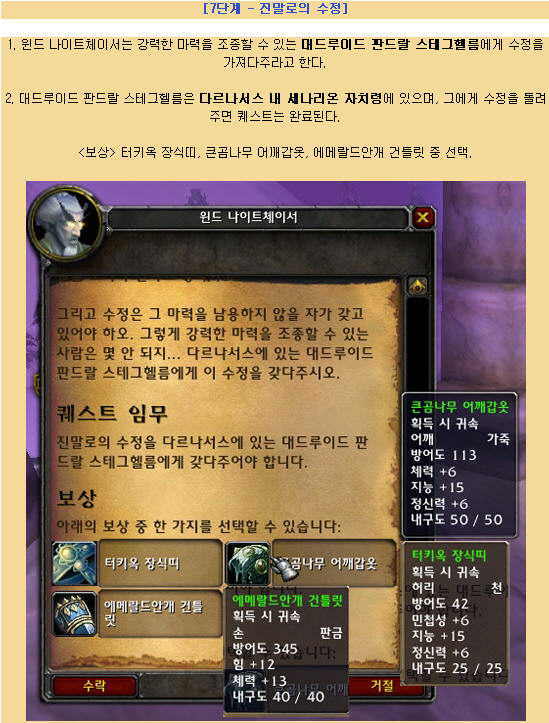 [7단계 - 진말로의 수정]
1. 윈드 나이트체이서는 강력한 마력을 조종할 수 있는 대드루이드 판드랄 스테그헬름에게 수정을
가져다주라고 한다.
2. 대드루이드 판드랄 스테그헬름은 다르나서스 내 세나리온 자치령에 있으며, 그에게 수정을 돌려
주면 퀘스트는 완료된다.
<보상> 터키옥 장식띠, 큰곰나무 어깨갑옷, 에메랄드안개 건틀릿 중 선택.
윈드 나이트체이서
그리고 수정은 그 마력을 남용하지 않을 자가 갖고
있어야 하오. 그렇게 강력한 마력을 조종할 수 있는
사람은 몇 안 되지... 다르나서스에 있는 대드루이드
판드랄 스테그헬름에게 이 수정을 갖다주시오.
퀘스트 임무
진말로의 수정을 다르나서스에 있는 대드루이드 판
드랄 스테그헬름에게 갖다주어야 합니다.
보상
아래의 보상 중 한 가지를 선택할 수 있습니다:
터키옥 장식띠
큰곰나무 어깨갑옷
에메랄드안개 건틀
릿
수락
거절
큰곰나무 어깨갑옷
획득 시 귀속
어깨 가죽
방어도 113
체력 +6
지능 +15
정신력 +6
내구도 50 / 50
터키옥 장식띠
획득 시 귀속
허리 천
방어도 42
민첩성 +6
지능 +15
정신력 +6
내구도 25 / 25
에메랄드안개 건틀릿
획득 시 귀속
손 판금
방어도 345
힘 +12
체력 +13
내구도 40 / 40